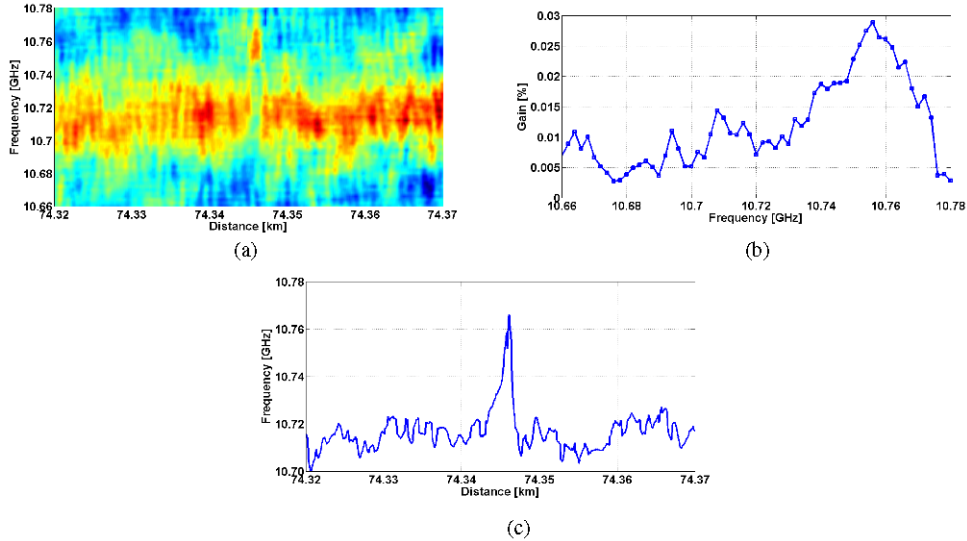 10.78
10.76
10.74
10.72
10.7
10.68
10.66
Frequency [GHz]
74.32 74.33 74.34 74.35 74.36 74.37
Distance [km]
(a)
0.03
0.025
0.02
0.015
0.01
0.005
0
Gain [%]
10.66 10.68 10.7 10.72 10.74 10.76 10.78
Frequency [GHz]
(b)
10.78
10.76
10.74
10.72
10.70
Frequency [GHz]
74.32 74.33 74.34 74.35 74.36 74.37
Distance [km]
(c)